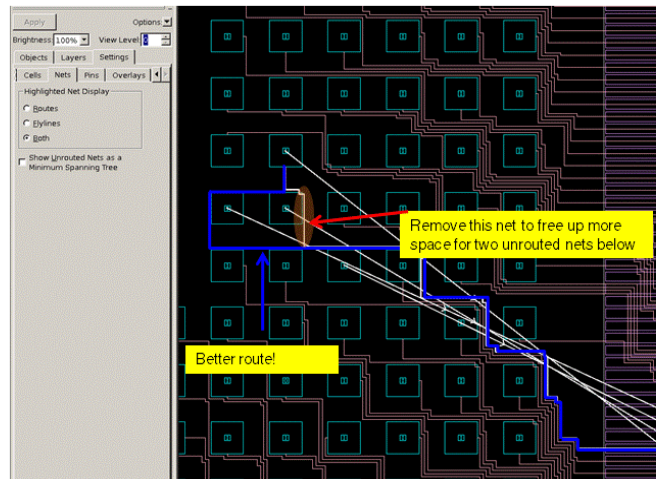 Apply
Options:
Brightness: 100%
View Level: 0
Objects
Layers
Settings
Cells
Nets
Pins
Overlays
Highlighted Net Display
Routes
Flylines
Both
Show Unrouted Nets as a
Minimum Spanning Tree
Remove this net to free up more
space for two unrouted nets below
Better route!